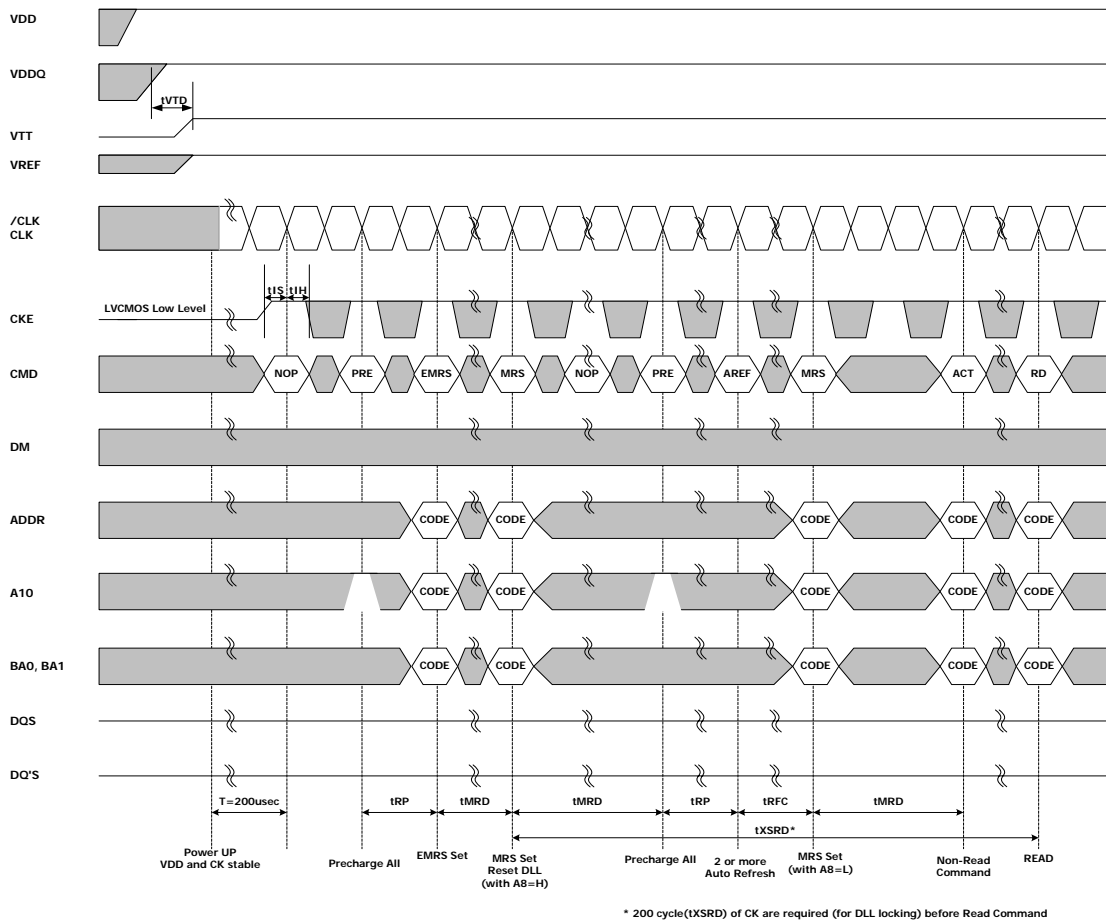 VDD
VDDQ
tVTD
VTT
VREF
/CLK
CLK
tIS tIH
CKE
LVCMOS Low Level
CMD
NOP PRE EMRS MRS NOP PRE AREF MRS ACT RD
DM
ADDR
CODE CODE CODE CODE CODE
A10
CODE CODE CODE CODE CODE
BA0, BA1
CODE CODE CODE CODE CODE
DQS
DQ'S
T=200usec tRP tMRD tMRD tRP tRFC tMRD
tXSRD*
Power UP
VDD and CK stable
Precharge All
EMRS Set
MRS Set
Reset DLL
(with A8=H)
Precharge All
2 or more
Auto Refresh
MRS Set
(with A8=L)
Non-Read
Command
READ
* 200 cycle(tXSRD) of CK are required (for DLL locking) before Read Command